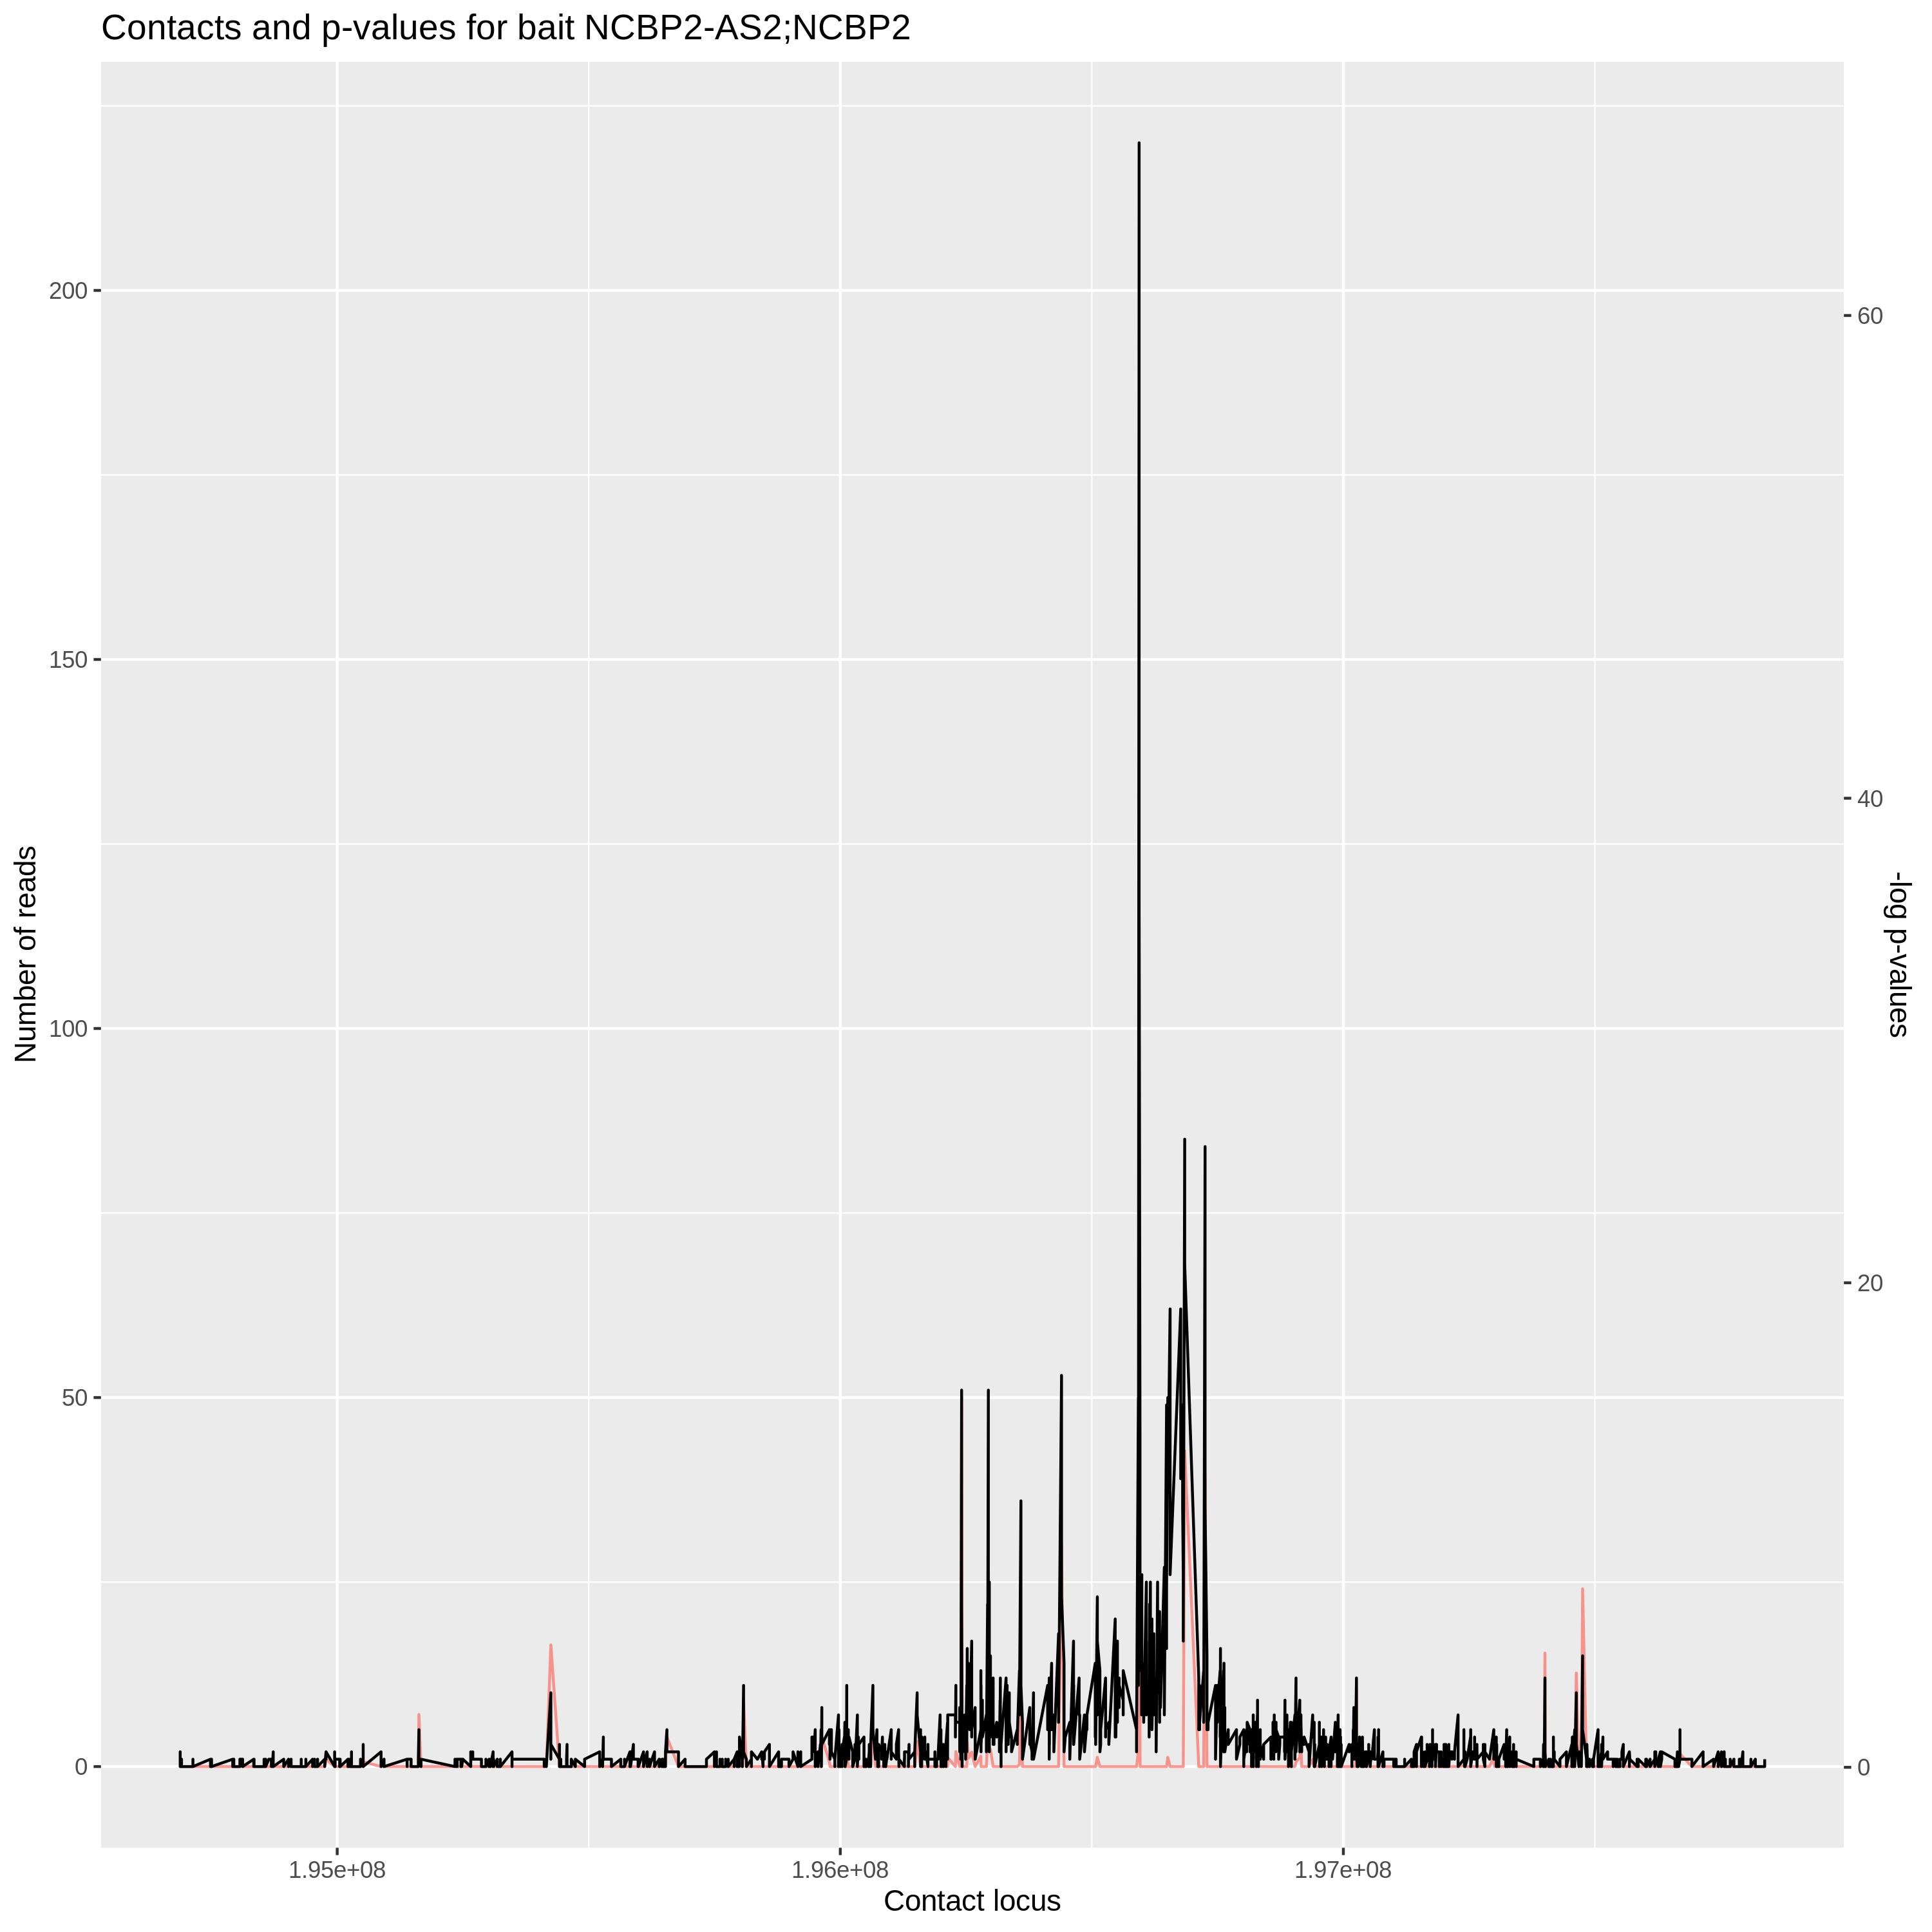 Contacts and p-values for bait NCBP2-AS2;NCBP2
Number of reads
200
150
100
50
0
60
40
20
0
-log p-values
1.95e+08
1.96e+08
1.97e+08
Contact locus